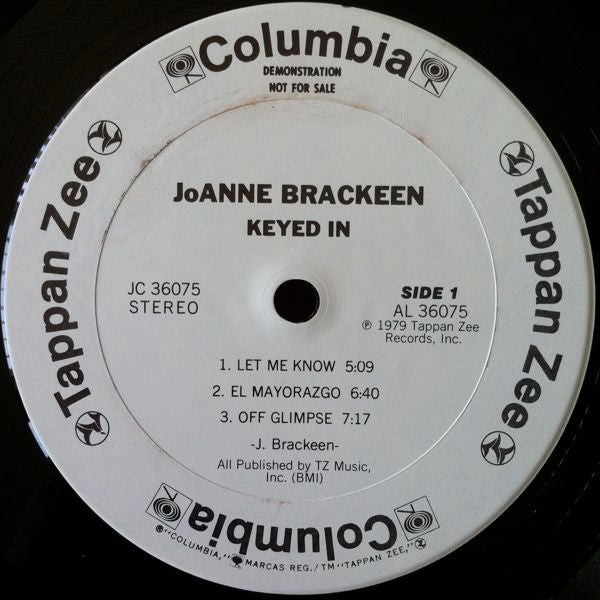 Columbia
DEMONSTRATION
NOT FOR SALE
Tappan Zee
Tappan Zee
JoANNE BRACKEEN
KEYED IN
JC 36075
STEREO
SIDE 1
AL 36075
℗ 1979 Tappan Zee
Records, Inc.
1. LET ME KNOW 5:09
2. EL MAYORAZGO 6:40
3. OFF GLIMPSE 7:17
-J. Brackeen-
All Published by TZ Music,
Inc. (BMI)
Columbia
® "COLUMBIA," MARCAS REG./TM "TAPPAN ZEE,"